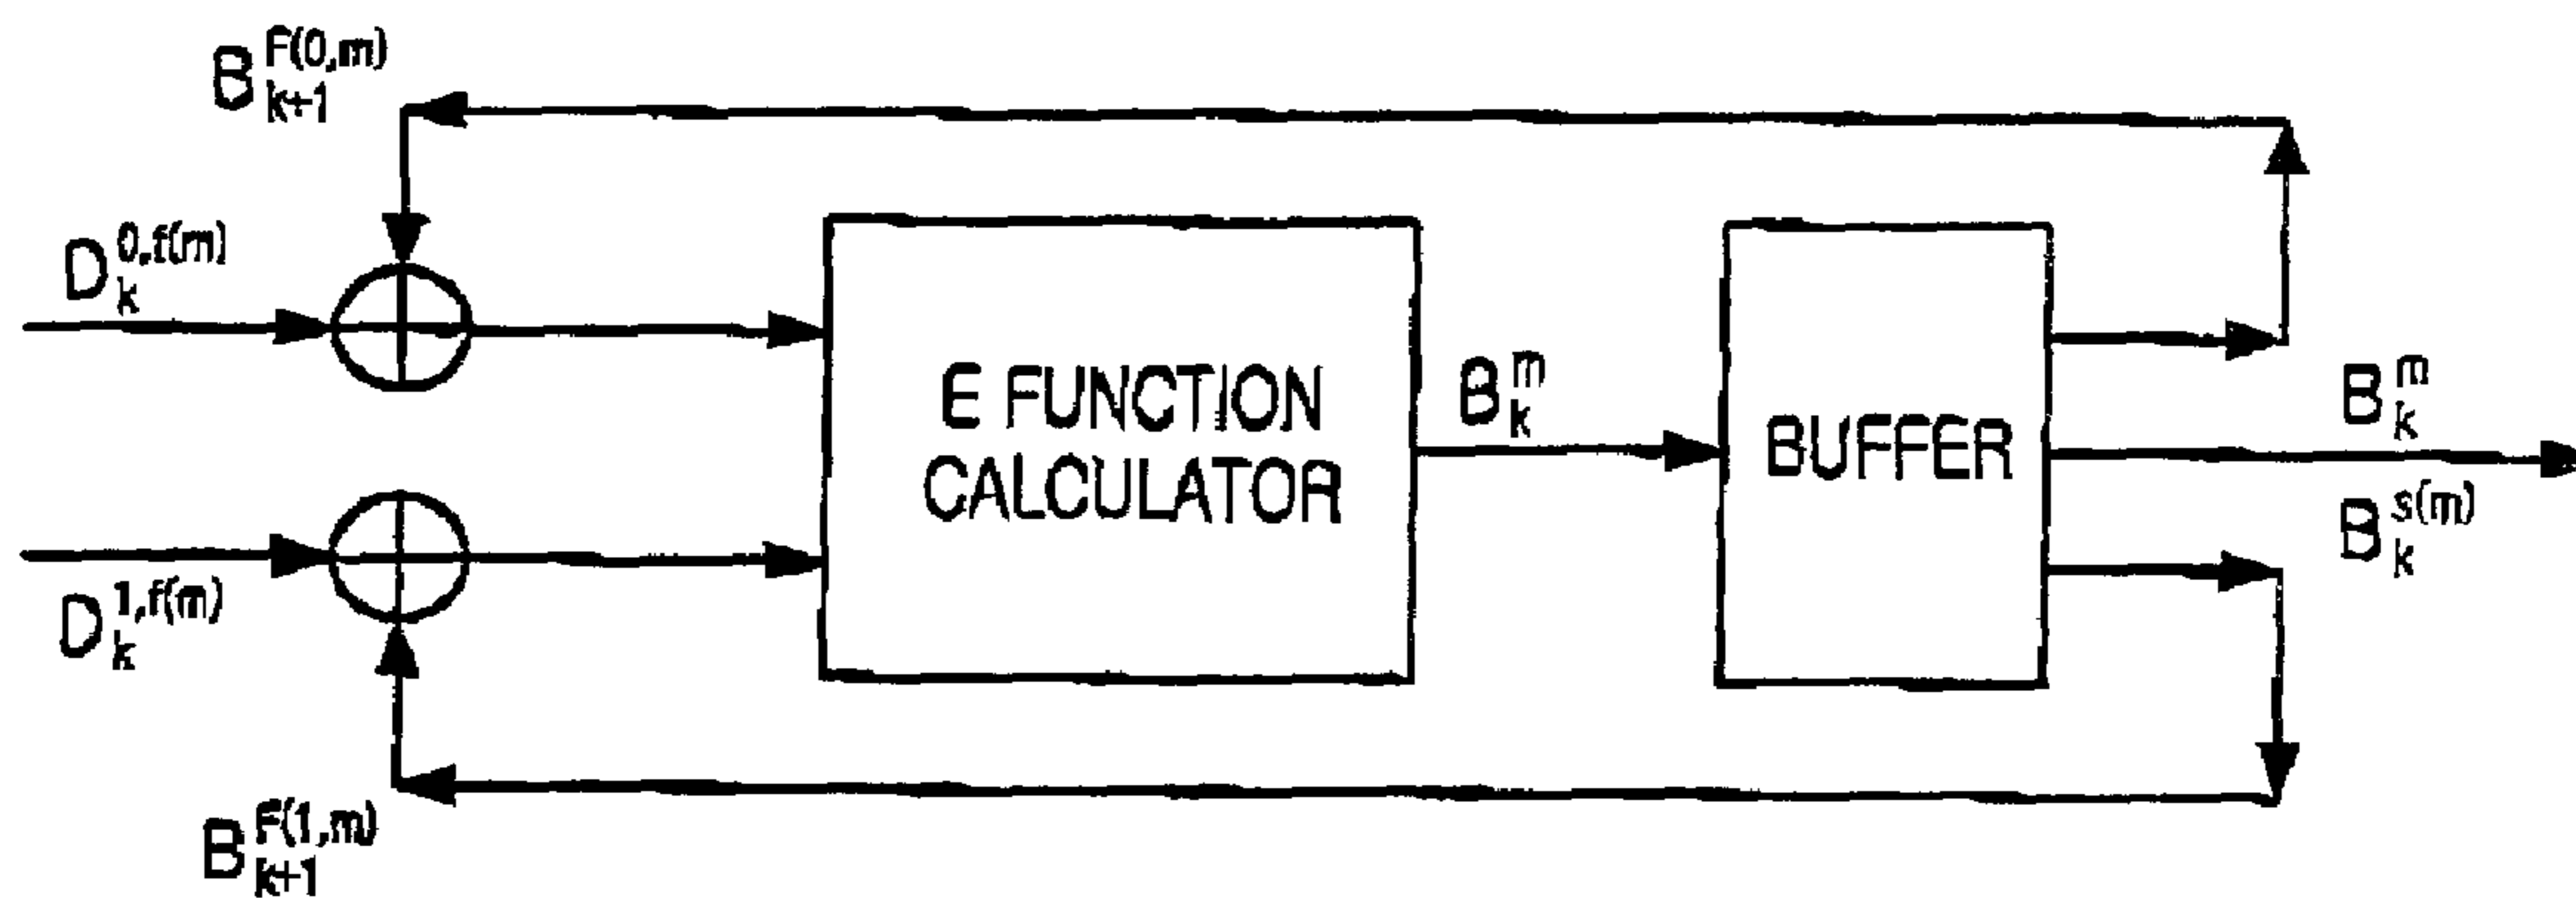 B_{k+1}^{F(0,m)}
D_k^{0,f(m)}
E FUNCTION
CALCULATOR
B_k^m
BUFFER
B_k^m
B_k^{s(m)}
D_k^{1,f(m)}
B_{k+1}^{F(1,m)}